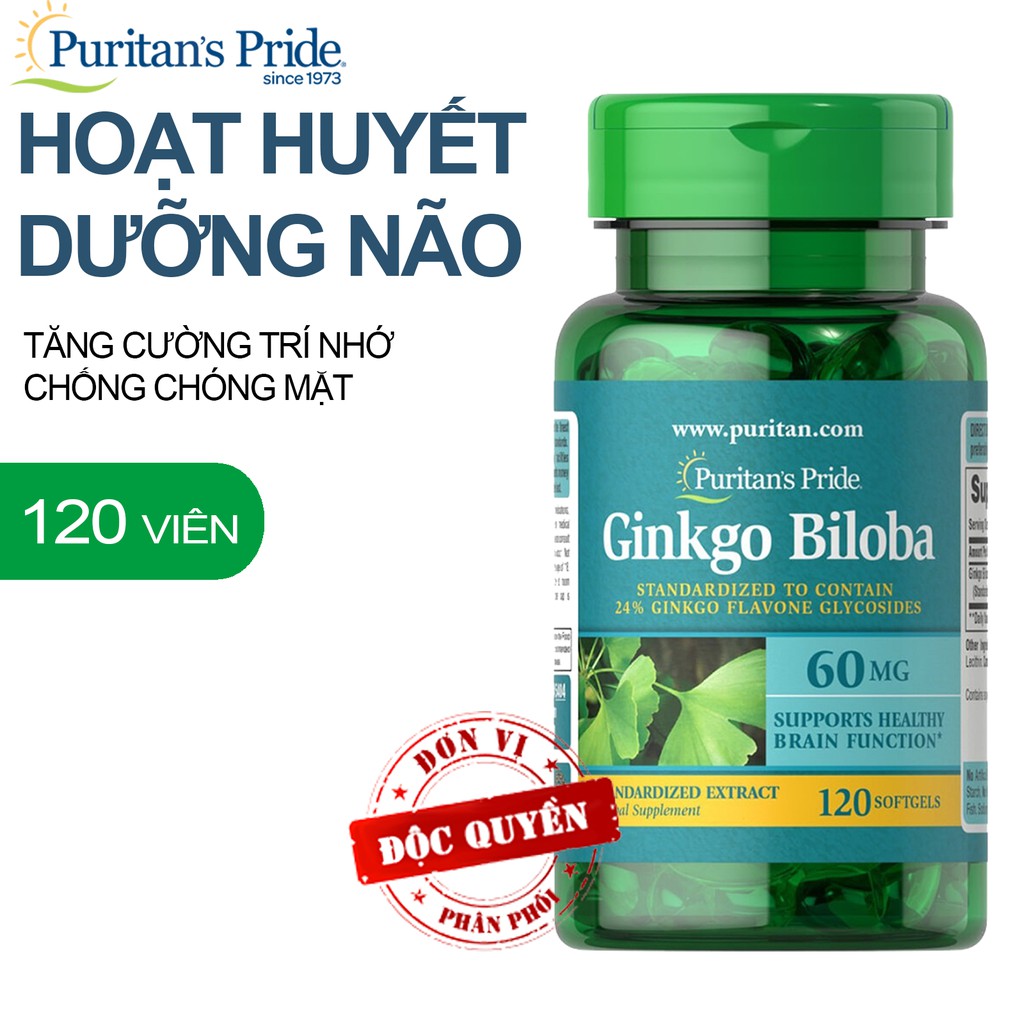 Puritan's Pride
since 1973
HOẠT HUYẾT
DƯỠNG NÃO
TĂNG CƯỜNG TRÍ NHỚ
CHỐNG CHÓNG MẶT
120 VIÊN
www.puritan.com
Puritan's Pride
Ginkgo Biloba
STANDARDIZED TO CONTAIN
24% GINKGO FLAVONE GLYCOSIDES
60 MG
SUPPORTS HEALTHY
BRAIN FUNCTION*
NDARDIZED EXTRACT
al Supplement
120 SOFTGELS
ĐƠN VỊ
ĐỘC QUYỀN
PHÂN PHỐI